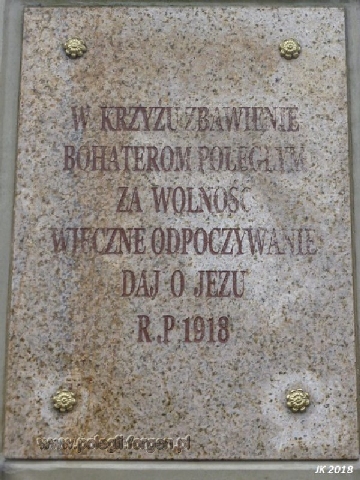 W KRZYŻU ZBAWIENIE
BOHATEROM POLEGŁYM
ZA WOLNOŚĆ
WIECZNE ODPOCZYWANIE
DAJ O JEZU
R.P 1918
www.polegli-forgen.pl
JK 2018